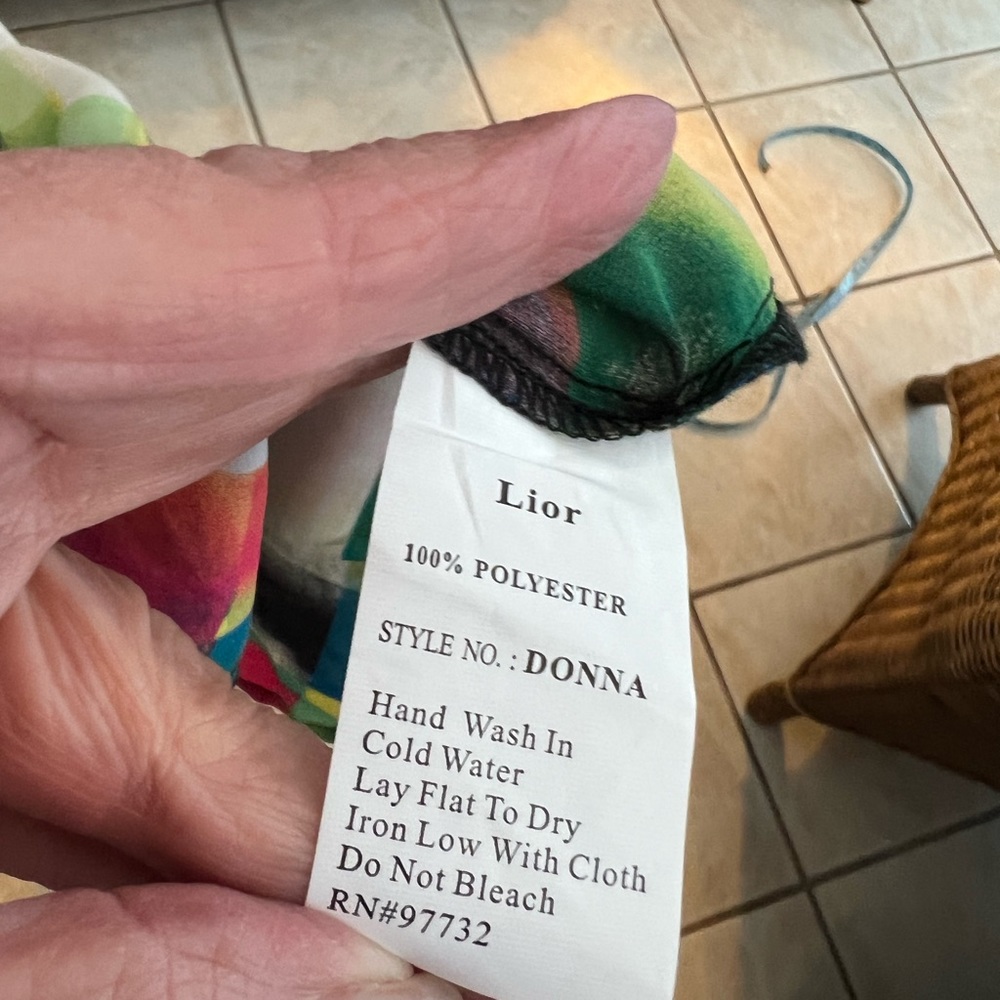 Lior
100% POLYESTER
STYLE NO. : DONNA
Hand Wash In
Cold Water
Lay Flat To Dry
Iron Low With Cloth
Do Not Bleach
RN#97732